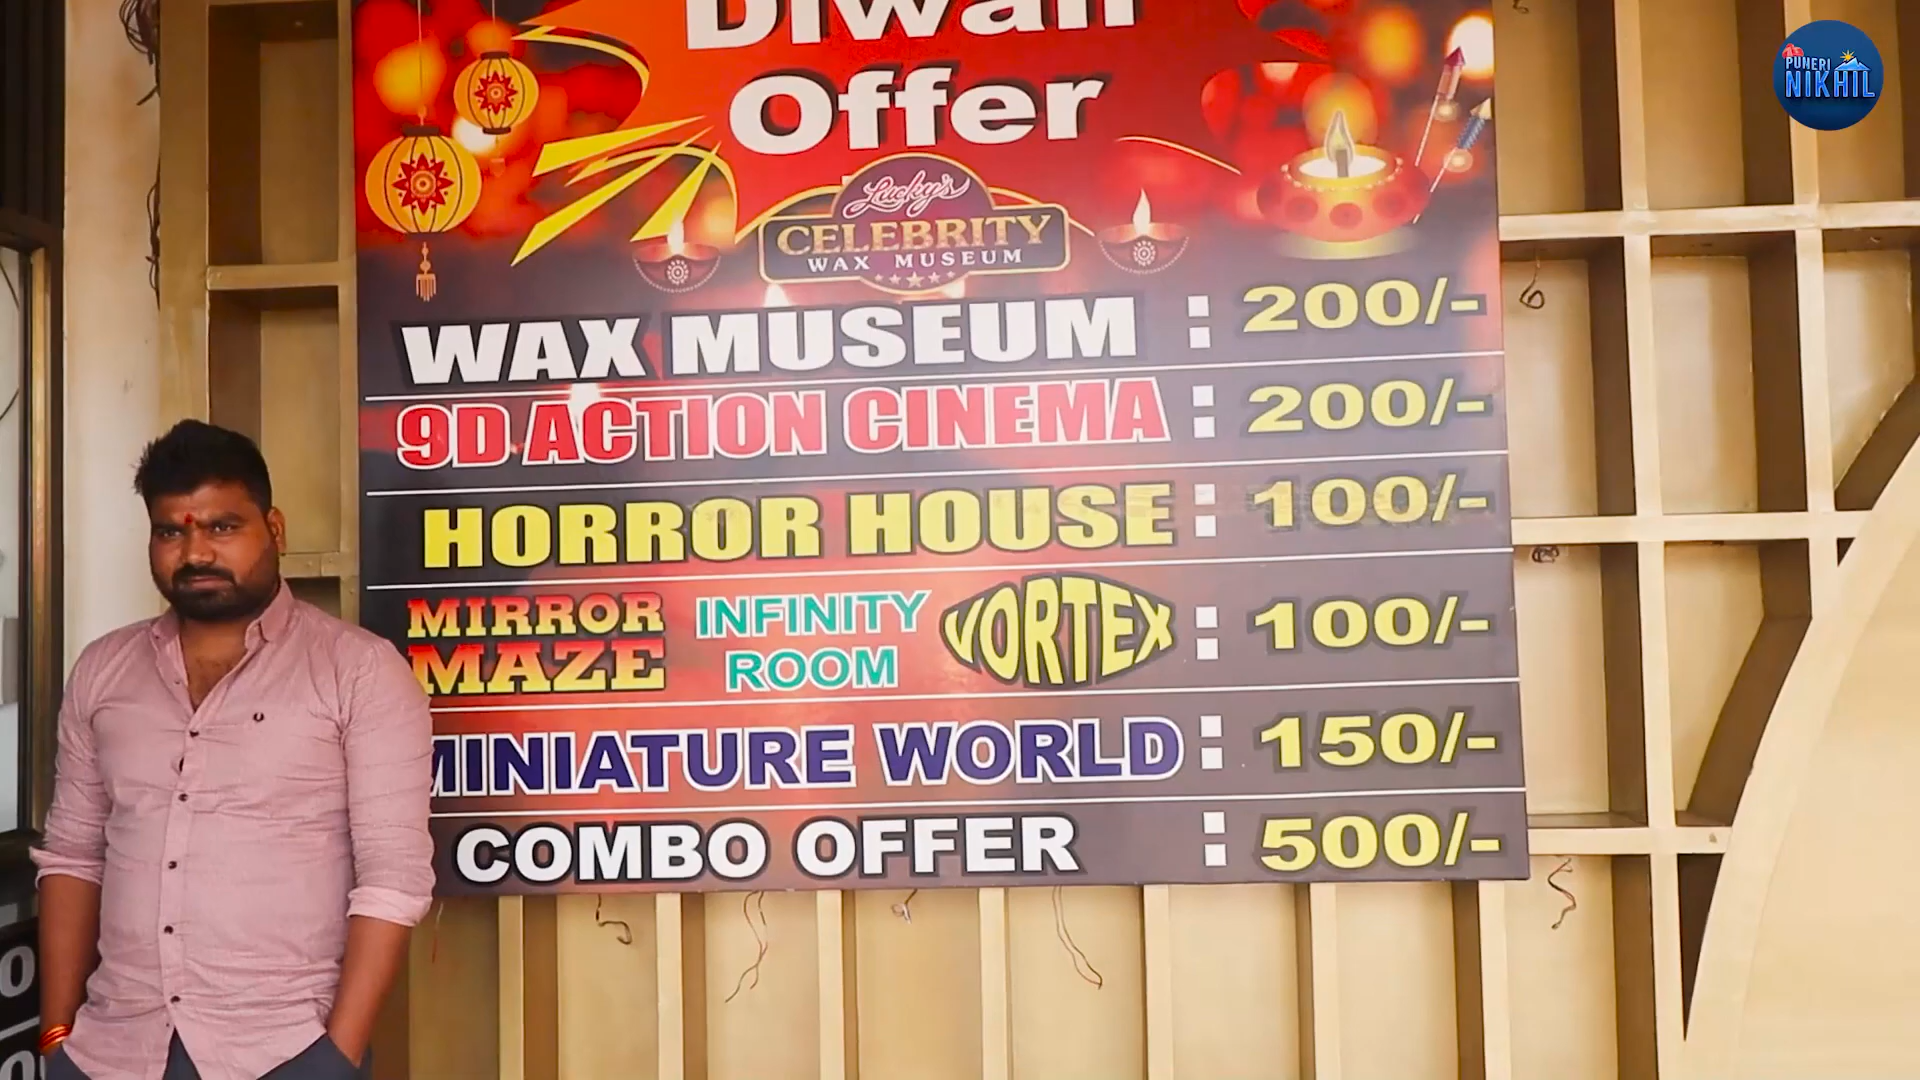 Diwali
Offer
Lucky's
CELEBRITY
WAX MUSEUM
WAX MUSEUM : 200/-
9D ACTION CINEMA : 200/-
HORROR HOUSE : 100/-
MIRROR MAZE INFINITY ROOM VORTEX : 100/-
MINIATURE WORLD : 150/-
COMBO OFFER : 500/-
PUNERI
NIKHIL